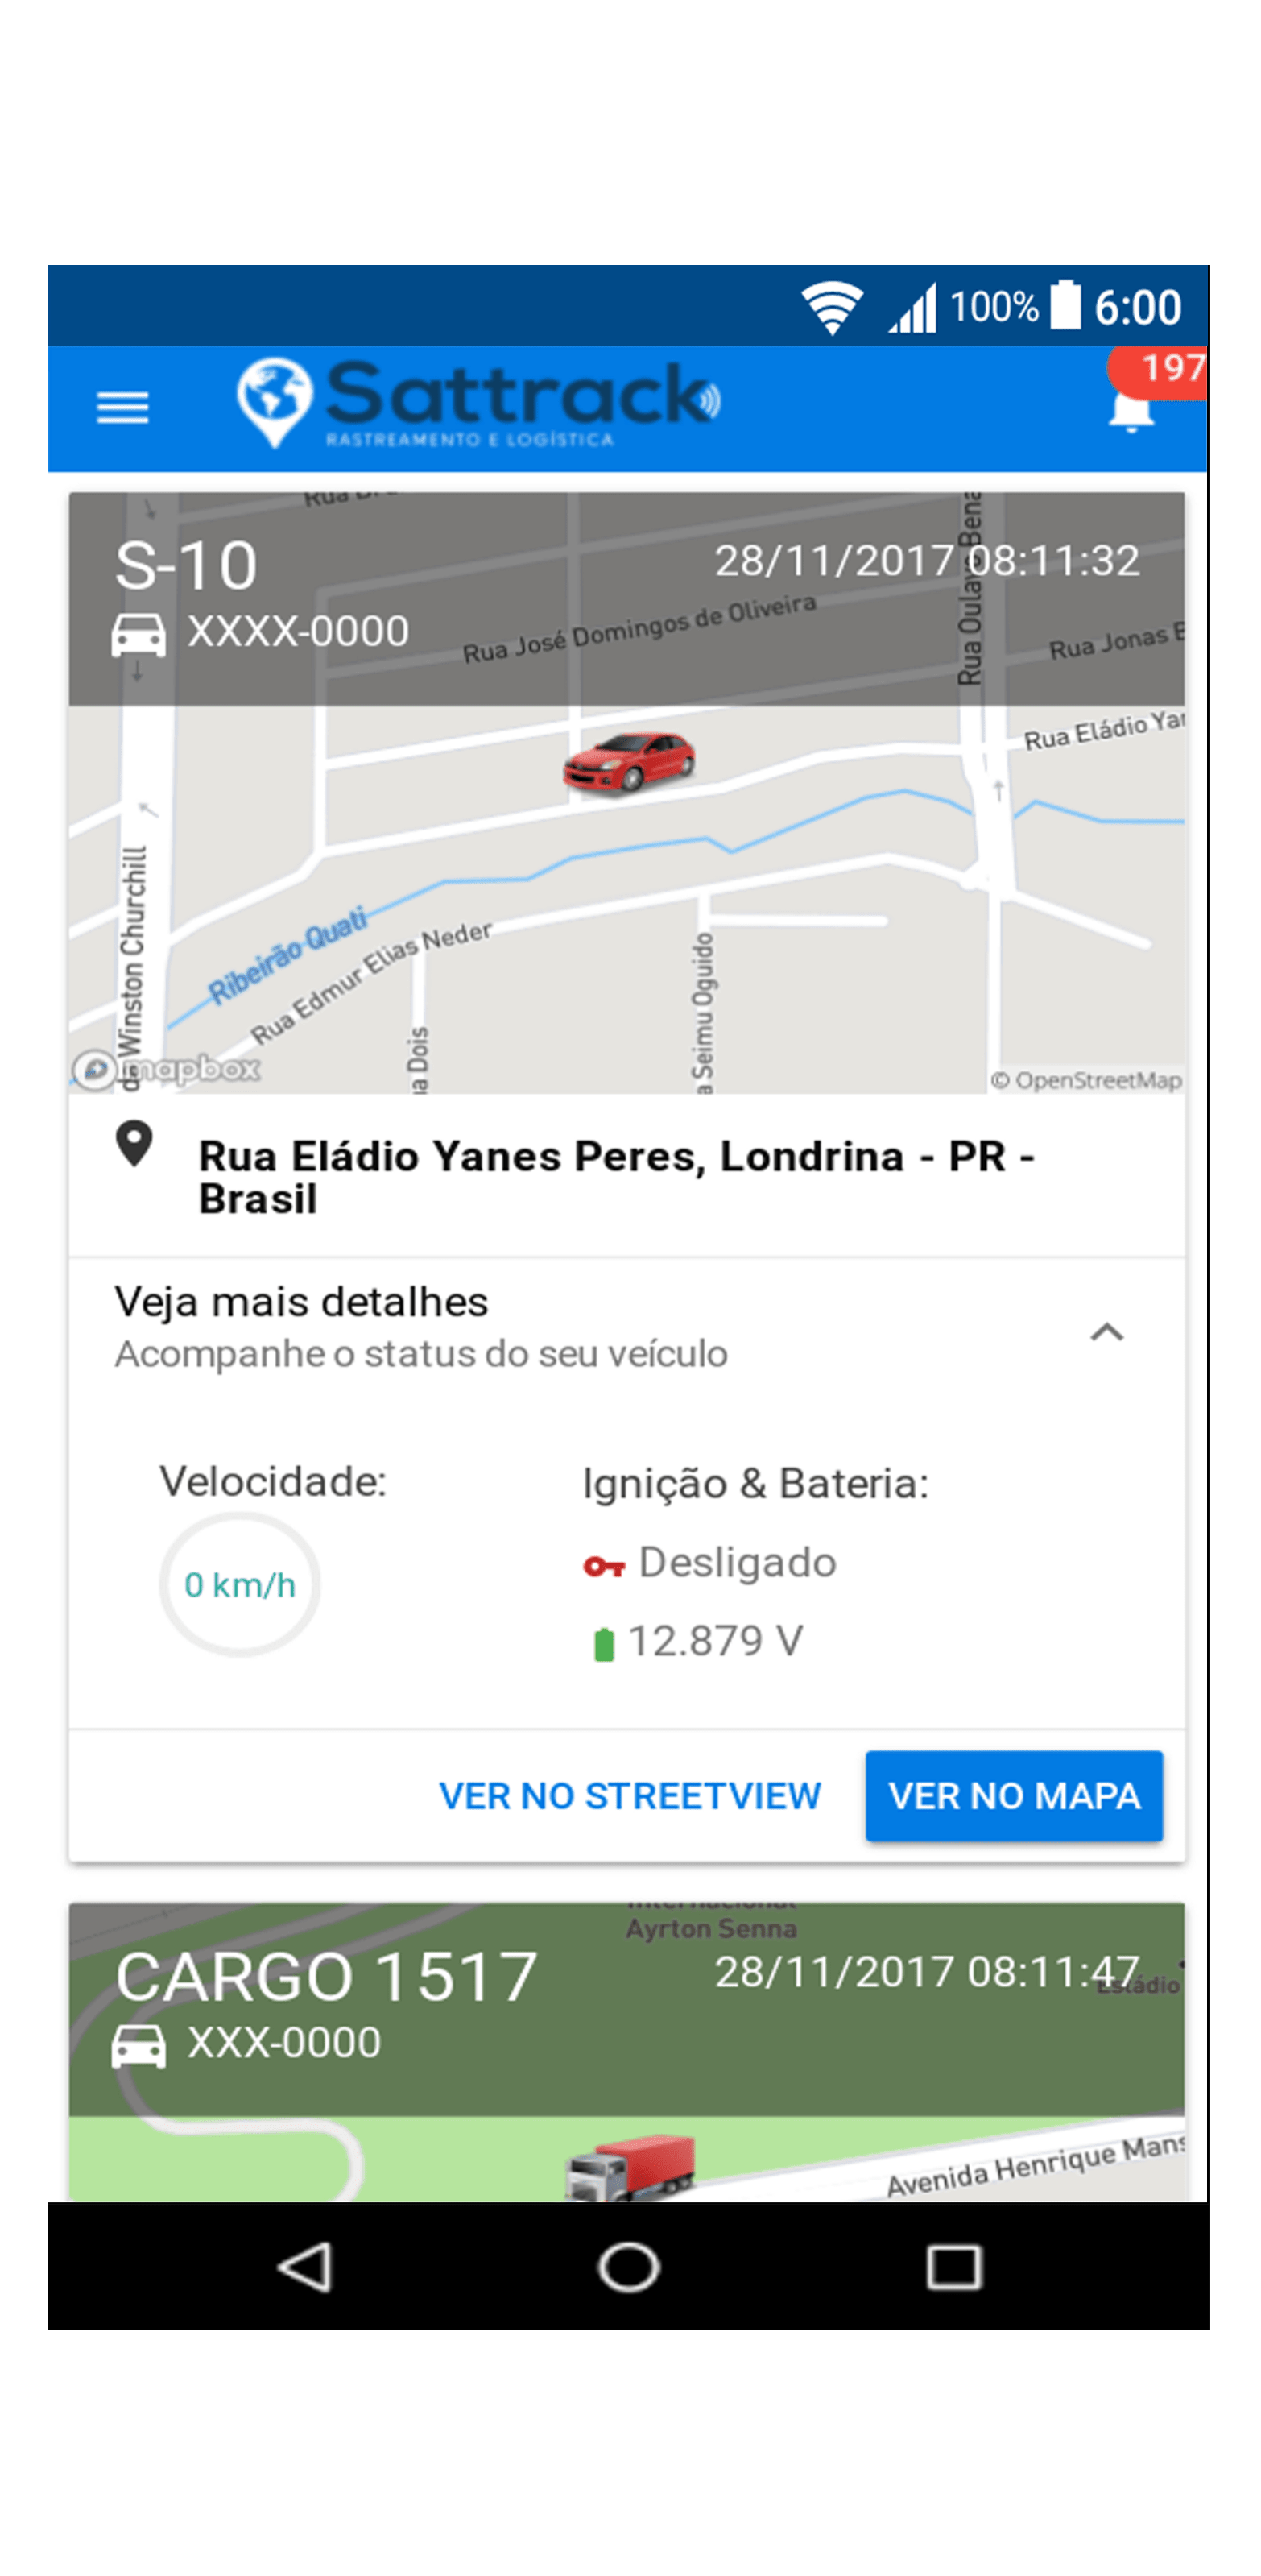 100% 6:00
Sattrack
RASTREAMENTO E LOGÍSTICA
197
S-10
28/11/2017 08:11:32
XXXX-0000
Rua José Domingos de Oliveira
Rua Oulave Bena
Rua Jonas
Rua Eládio
Winston Churchill
Ribeirão Quati
Rua Edmur Elias Neder
Seimu Oguido
Dois
mapbox
© OpenStreetMap
Rua Eládio Yanes Peres, Londrina - PR -
Brasil
Veja mais detalhes
Acompanhe o status do seu veículo
Velocidade:
0 km/h
Ignição & Bateria:
Desligado
12.879 V
VER NO STREETVIEW
VER NO MAPA
Ayrton Senna
CARGO 1517
28/11/2017 08:11:47
Estádio
XXX-0000
Avenida Henrique Mans